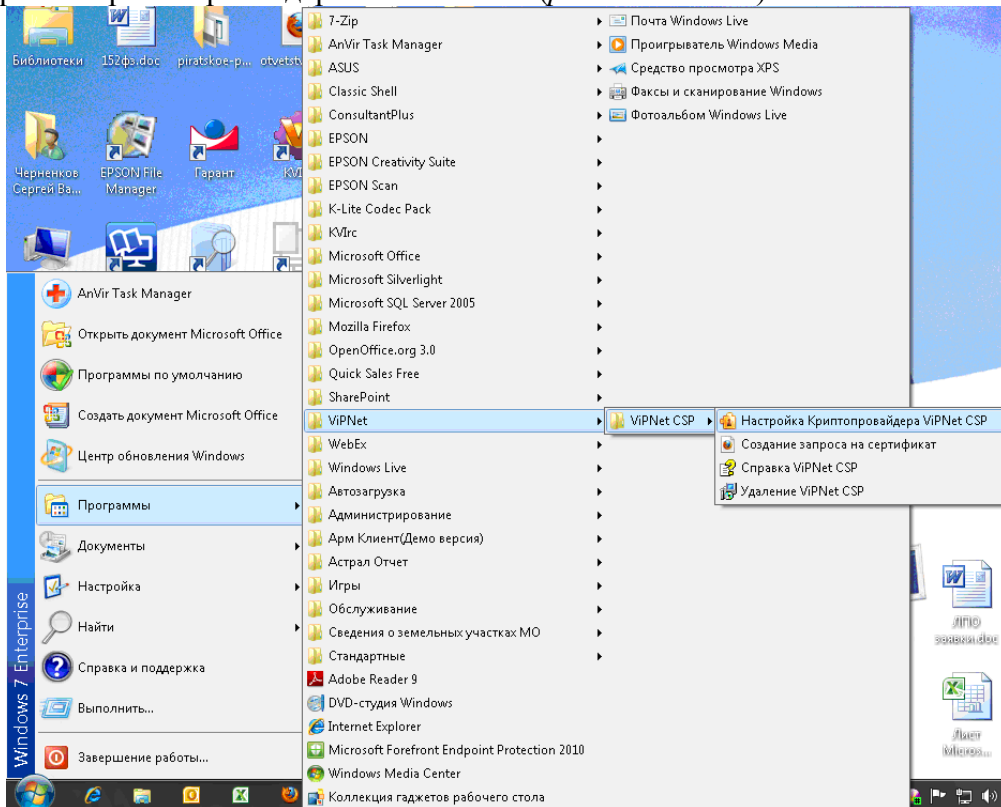 Библиотеки
152фз.doc
piratskoe-p...
Черненков Сергей Ва...
EPSON File Manager
Гарант
AnVir Task Manager
Открыть документ Microsoft Office
Программы по умолчанию
Создать документ Microsoft Office
Центр обновления Windows
Программы
Документы
Настройка
Найти
Справка и поддержка
Выполнить...
Завершение работы...
Windows 7 Enterprise
7-Zip
AnVir Task Manager
ASUS
Classic Shell
ConsultantPlus
EPSON
EPSON Creativity Suite
EPSON Scan
K-Lite Codec Pack
KVIrc
Microsoft Office
Microsoft Silverlight
Microsoft SQL Server 2005
Mozilla Firefox
OpenOffice.org 3.0
Quick Sales Free
SharePoint
ViPNet
WebEx
Windows Live
Автозагрузка
Администрирование
Арм Клиент(Демо версия)
Астрал Отчет
Игры
Обслуживание
Сведения о земельных участках МО
Стандартные
Adobe Reader 9
DVD-студия Windows
Internet Explorer
Microsoft Forefront Endpoint Protection 2010
Windows Media Center
Коллекция гаджетов рабочего стола
Почта Windows Live
Проигрыватель Windows Media
Средство просмотра XPS
Факсы и сканирование Windows
Фотоальбом Windows Live
ViPNet CSP
Настройка Криптопровайдера ViPNet CSP
Создание запроса на сертификат
Справка ViPNet CSP
Удаление ViPNet CSP
ЛПО
заявки.doc
Лист
Micros...